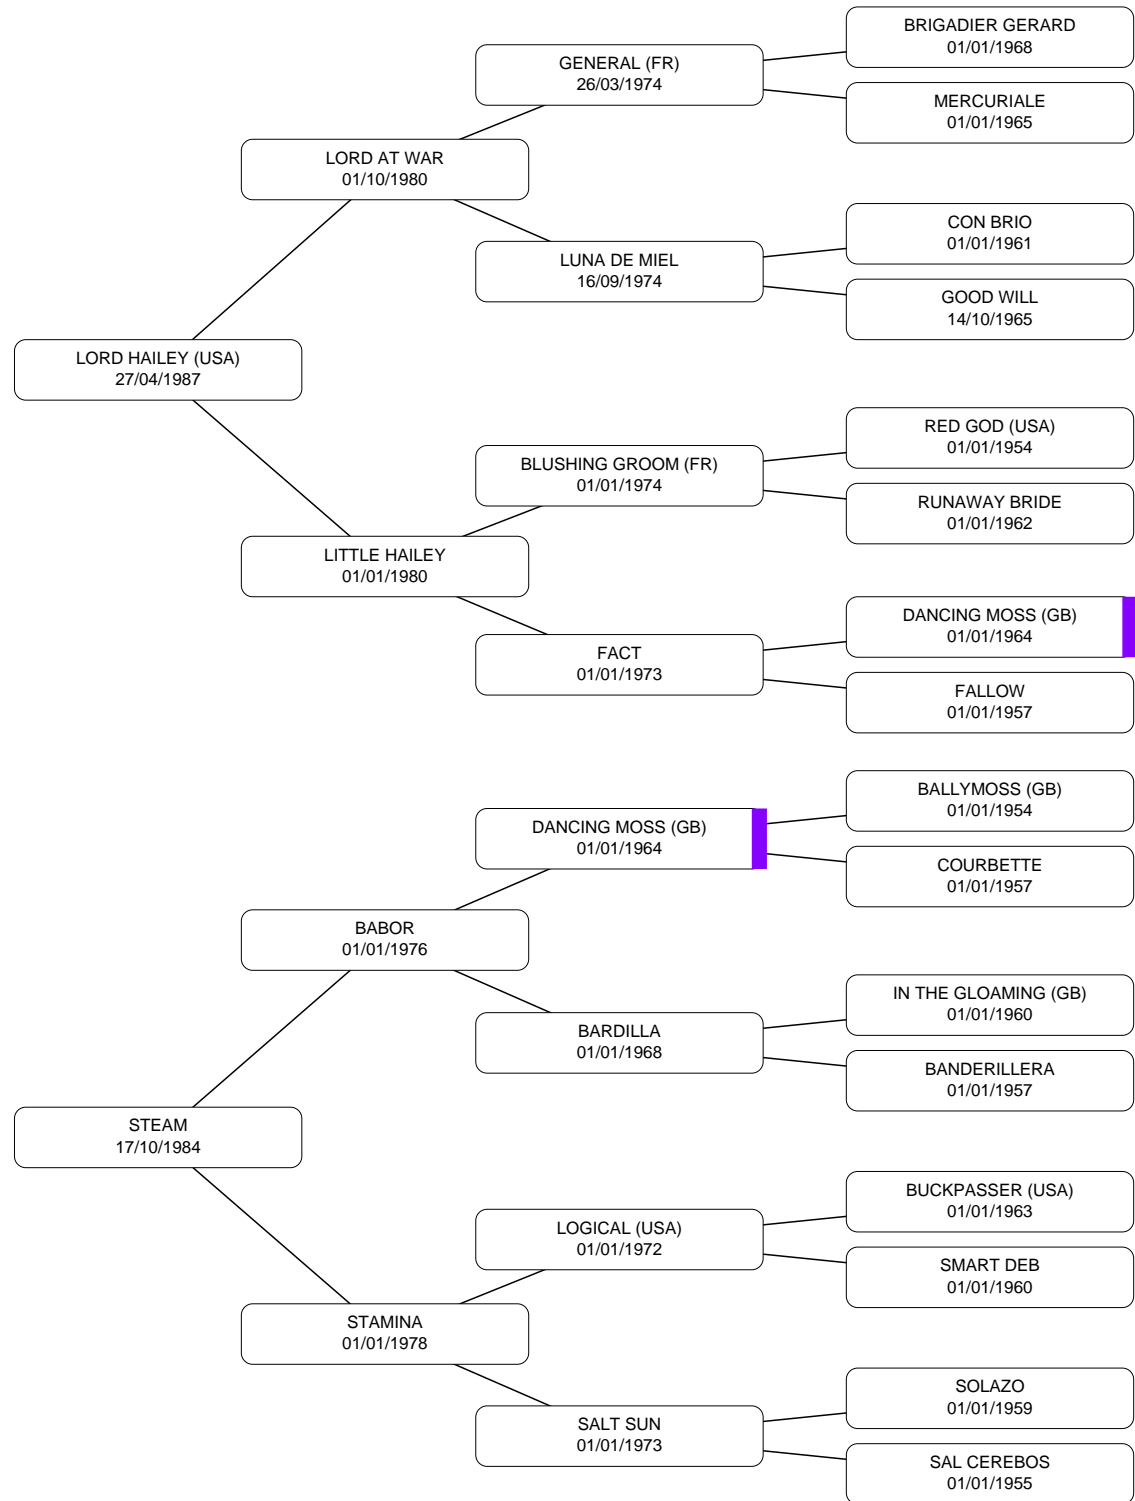 BRIGADIER GERARD
01/01/1968
GENERAL (FR)
26/03/1974
MERCURIALE
01/01/1965
LORD AT WAR
01/10/1980
CON BRIO
01/01/1961
LUNA DE MIEL
16/09/1974
GOOD WILL
14/10/1965
LORD HAILEY (USA)
27/04/1987
RED GOD (USA)
01/01/1954
BLUSHING GROOM (FR)
01/01/1974
RUNAWAY BRIDE
01/01/1962
LITTLE HAILEY
01/01/1980
DANCING MOSS (GB)
01/01/1964
FACT
01/01/1973
FALLOW
01/01/1957
BALLYMOSS (GB)
01/01/1954
DANCING MOSS (GB)
01/01/1964
COURBETTE
01/01/1957
BABOR
01/01/1976
IN THE GLOAMING (GB)
01/01/1960
BARDILLA
01/01/1968
BANDERILLERA
01/01/1957
STEAM
17/10/1984
BUCKPASSER (USA)
01/01/1963
LOGICAL (USA)
01/01/1972
SMART DEB
01/01/1960
STAMINA
01/01/1978
SOLAZO
01/01/1959
SALT SUN
01/01/1973
SAL CEREBOS
01/01/1955